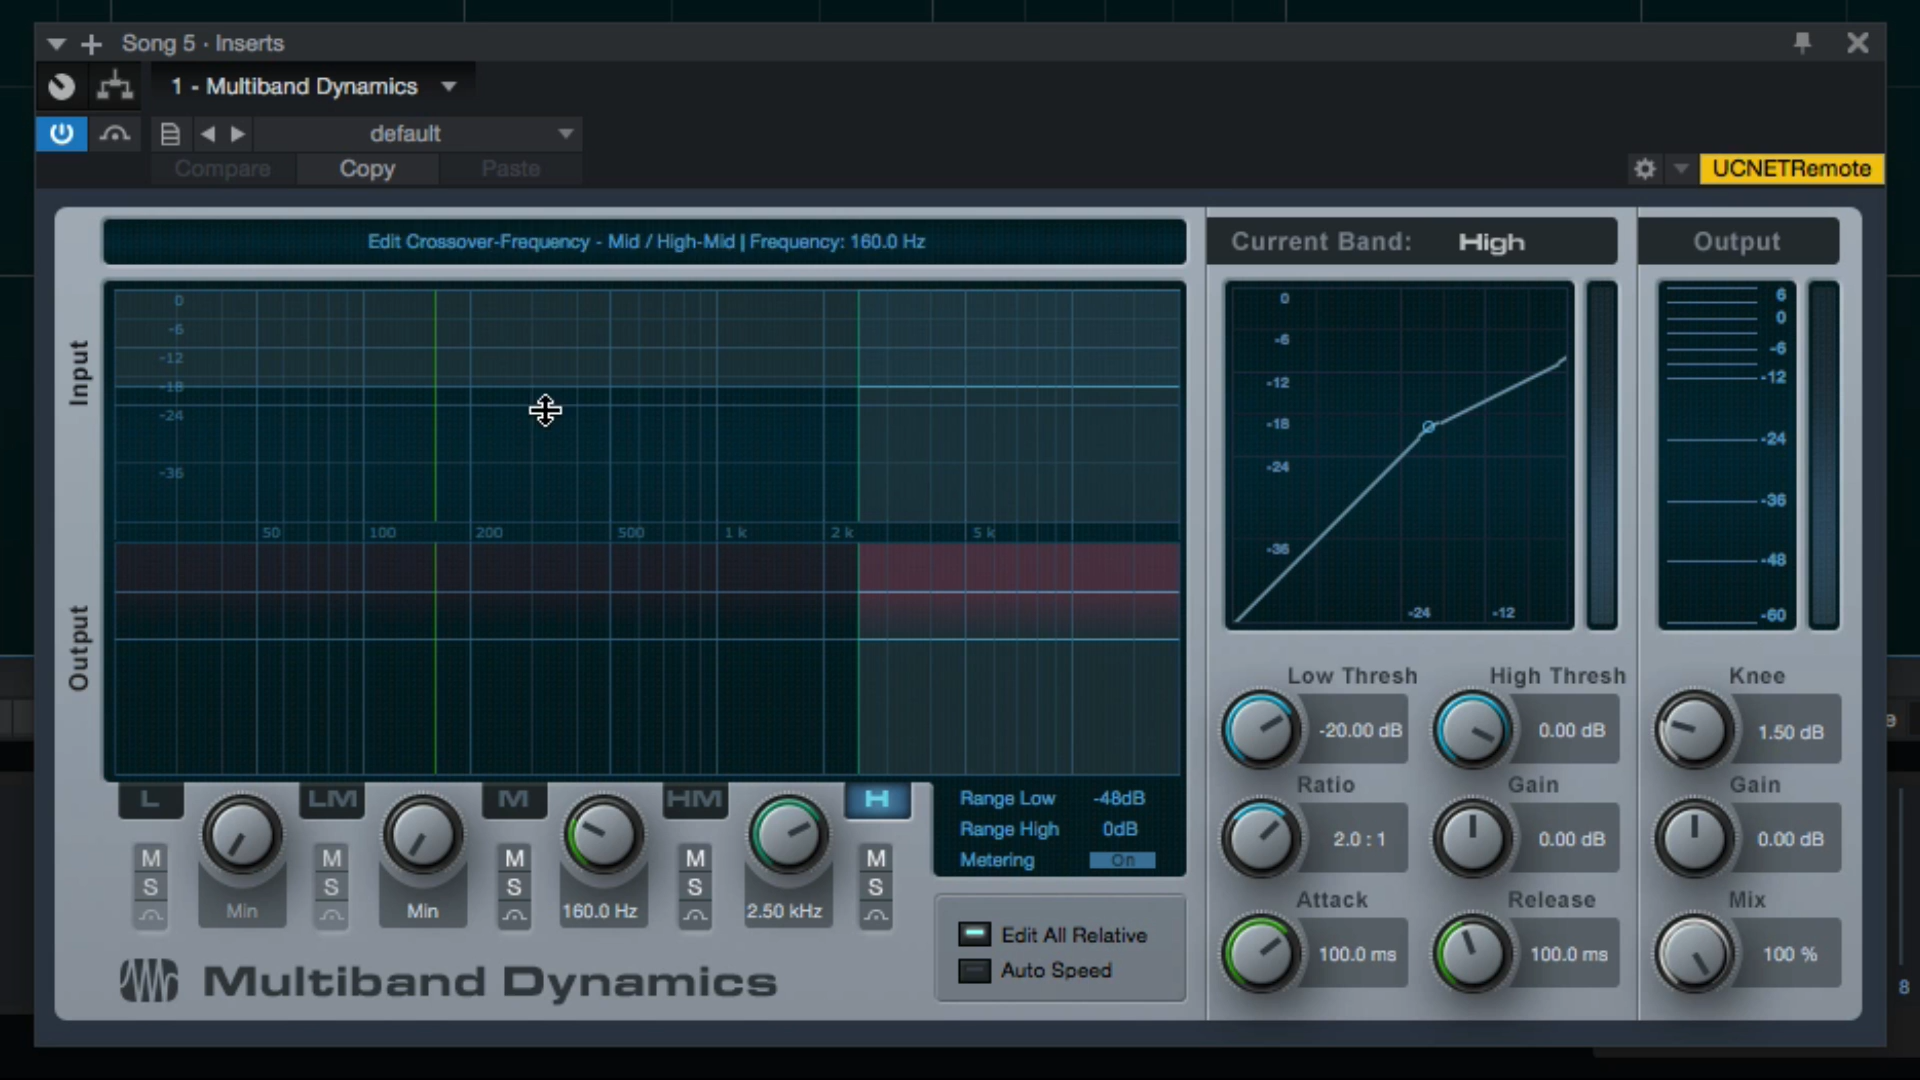 Song 5 · Inserts
1 - Multiband Dynamics
default
Compare Copy Paste
UCNETRemote
Edit Crossover-Frequency - Mid / High-Mid | Frequency: 160.0 Hz
Input
0
-6
-12
-18
-24
-36
50 100 200 500 1 k 2 k 5 k
Output
L LM M HM H
M M M M M
S S S S S
Min Min 160.0 Hz 2.50 kHz
Range Low -48dB
Range High 0dB
Metering On
Edit All Relative
Auto Speed
Multiband Dynamics
Current Band: High
0
-6
-12
-18
-24
-36
-24 -12
Low Thresh High Thresh
-20.00 dB 0.00 dB
Ratio Gain
2.0 : 1 0.00 dB
Attack Release
100.0 ms 100.0 ms
Output
6
0
-6
-12
-24
-36
-48
-60
Knee
1.50 dB
Gain
0.00 dB
Mix
100 %
e
8